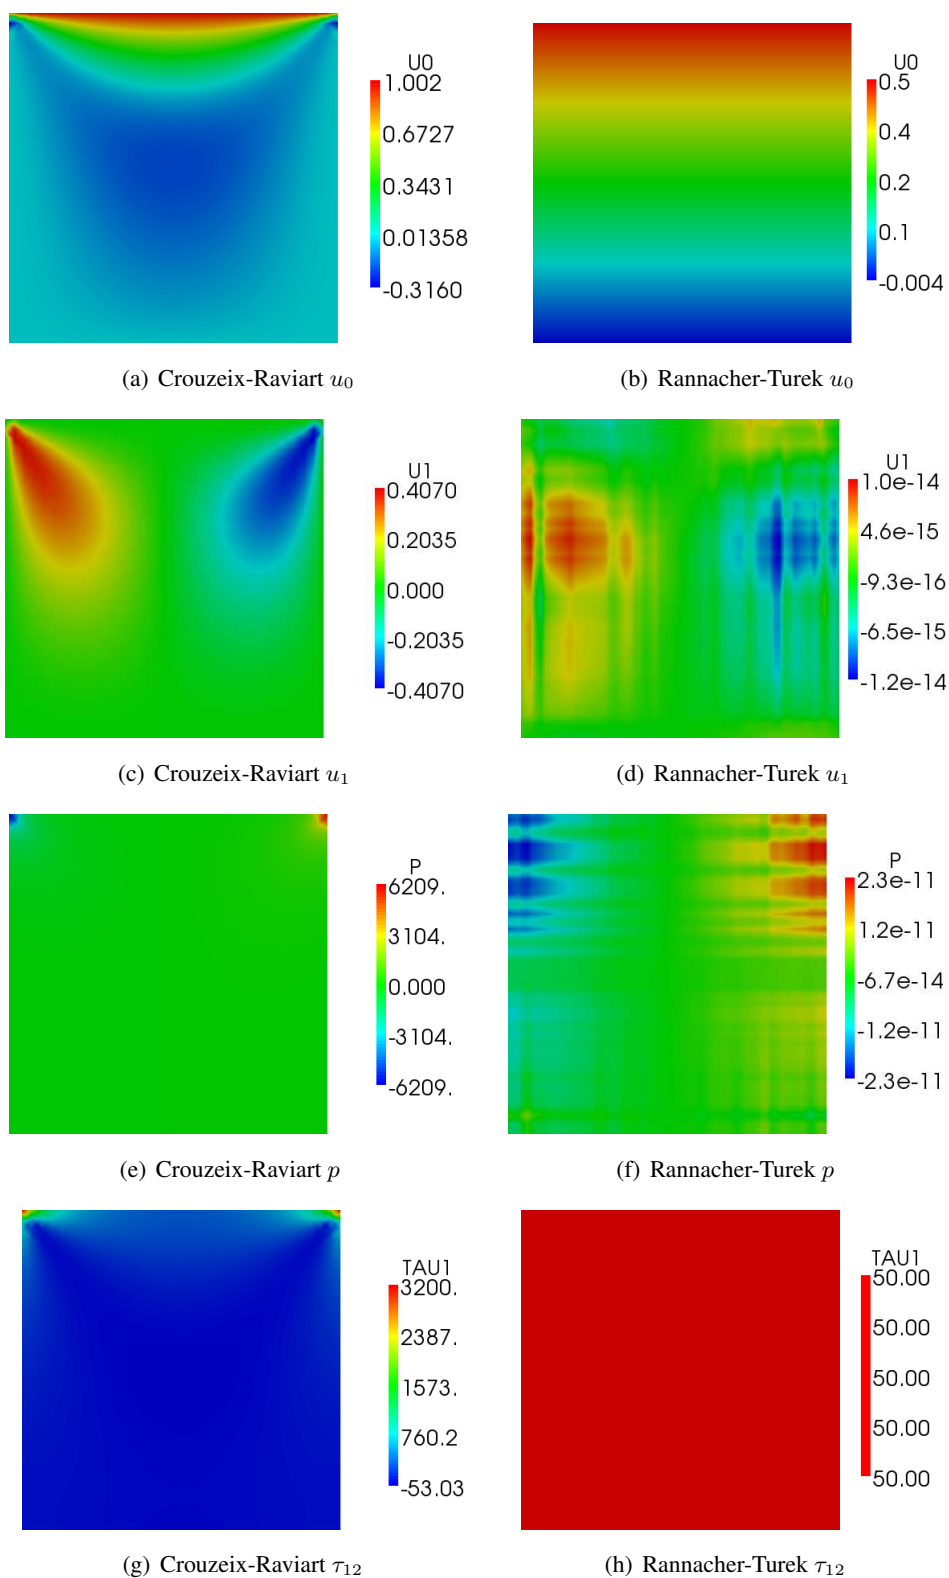 U0
1.002
0.6727
0.3431
0.01358
-0.3160
U0
0.5
0.4
0.2
0.1
-0.004
(a) Crouzeix-Raviart u0
(b) Rannacher-Turek u0
U1
0.4070
0.2035
0.000
-0.2035
-0.4070
U1
1.0e-14
4.6e-15
-9.3e-16
-6.5e-15
-1.2e-14
(c) Crouzeix-Raviart u1
(d) Rannacher-Turek u1
P
6209.
3104.
0.000
-3104.
-6209.
P
2.3e-11
1.2e-11
-6.7e-14
-1.2e-11
-2.3e-11
(e) Crouzeix-Raviart p
(f) Rannacher-Turek p
TAU1
3200.
2387.
1573.
760.2
-53.03
TAU1
50.00
50.00
50.00
50.00
50.00
(g) Crouzeix-Raviart τ12
(h) Rannacher-Turek τ12